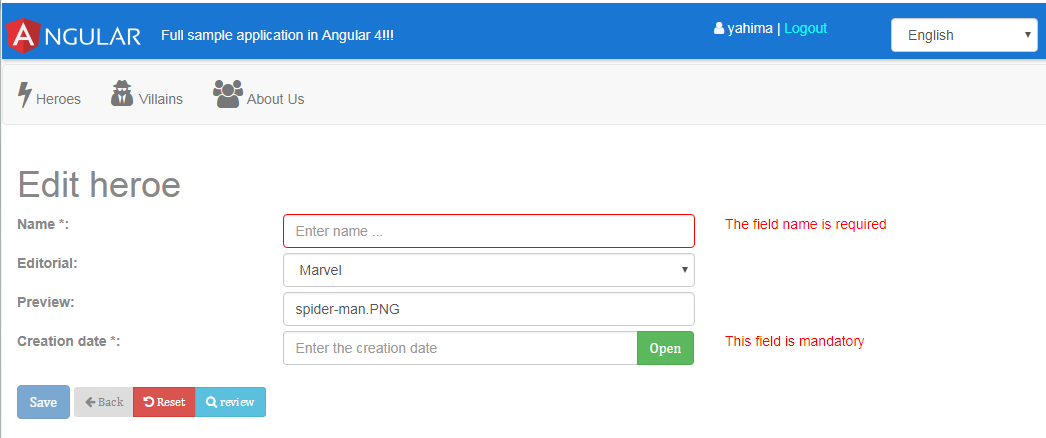 ANGULAR Full sample application in Angular 4!!! yahima | Logout English
Heroes Villains About Us
Edit heroe
Name *: Enter name ... The field name is required
Editorial: Marvel
Preview: spider-man.PNG
Creation date *: Enter the creation date Open This field is mandatory
Save Back Reset review